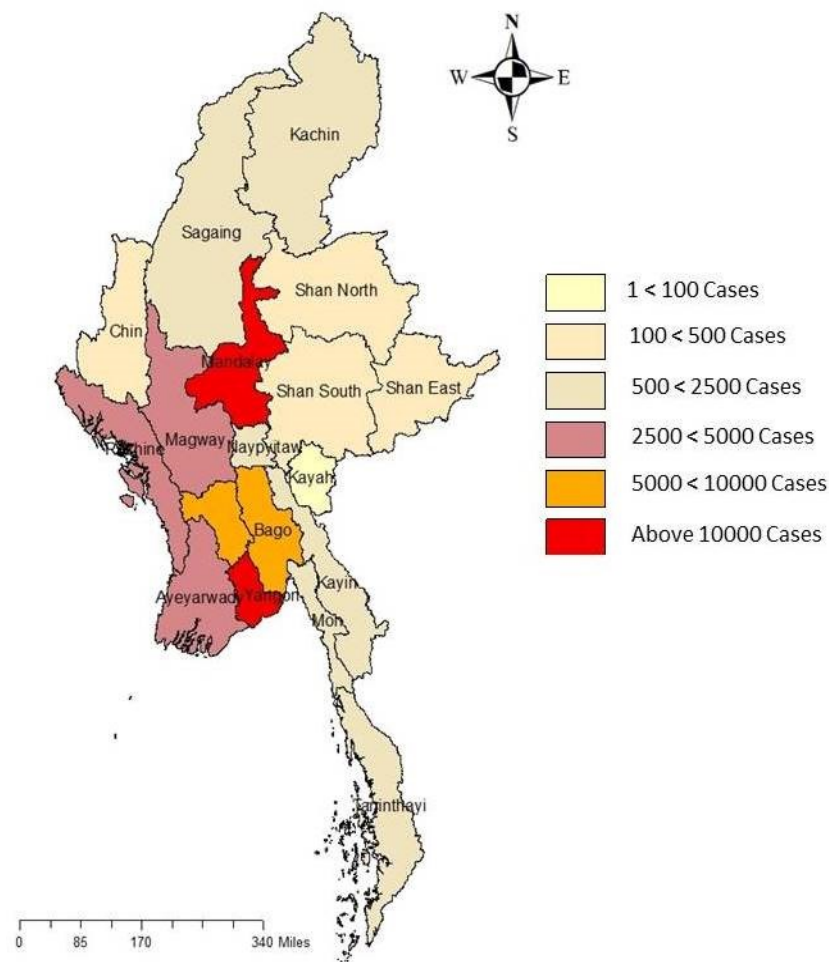 N
W E
S
Kachin
Sagaing
Shan North
Chin
Mandalay
Shan South
Shan East
Magway
Rakhine
Naypyitaw
Kayah
Bago
Ayeyarwady
Yangon
Kayin
Mon
Taninthayi
1 < 100 Cases
100 < 500 Cases
500 < 2500 Cases
2500 < 5000 Cases
5000 < 10000 Cases
Above 10000 Cases
0 85 170 340 Miles